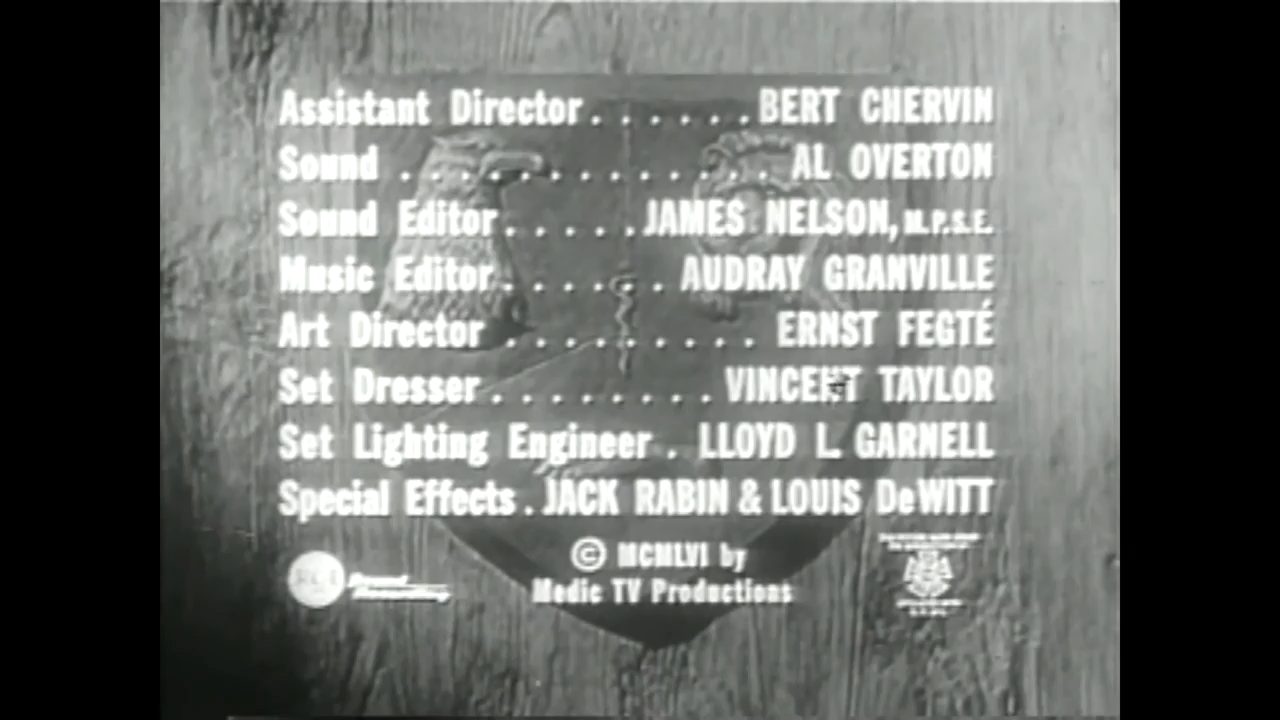 Assistant Director . . . . . . BERT CHERVIN
Sound . . . . . . . . . . . . . AL OVERTON
Sound Editor . . . . . JAMES NELSON, M.P.S.E.
Music Editor . . . . . . AUDRAY GRANVILLE
Art Director . . . . . . . . . ERNST FEGTÉ
Set Dresser . . . . . . . . VINCENT TAYLOR
Set Lighting Engineer . LLOYD L. GARNELL
Special Effects . JACK RABIN & LOUIS DeWITT
© MCMLVI by
Medic TV Productions